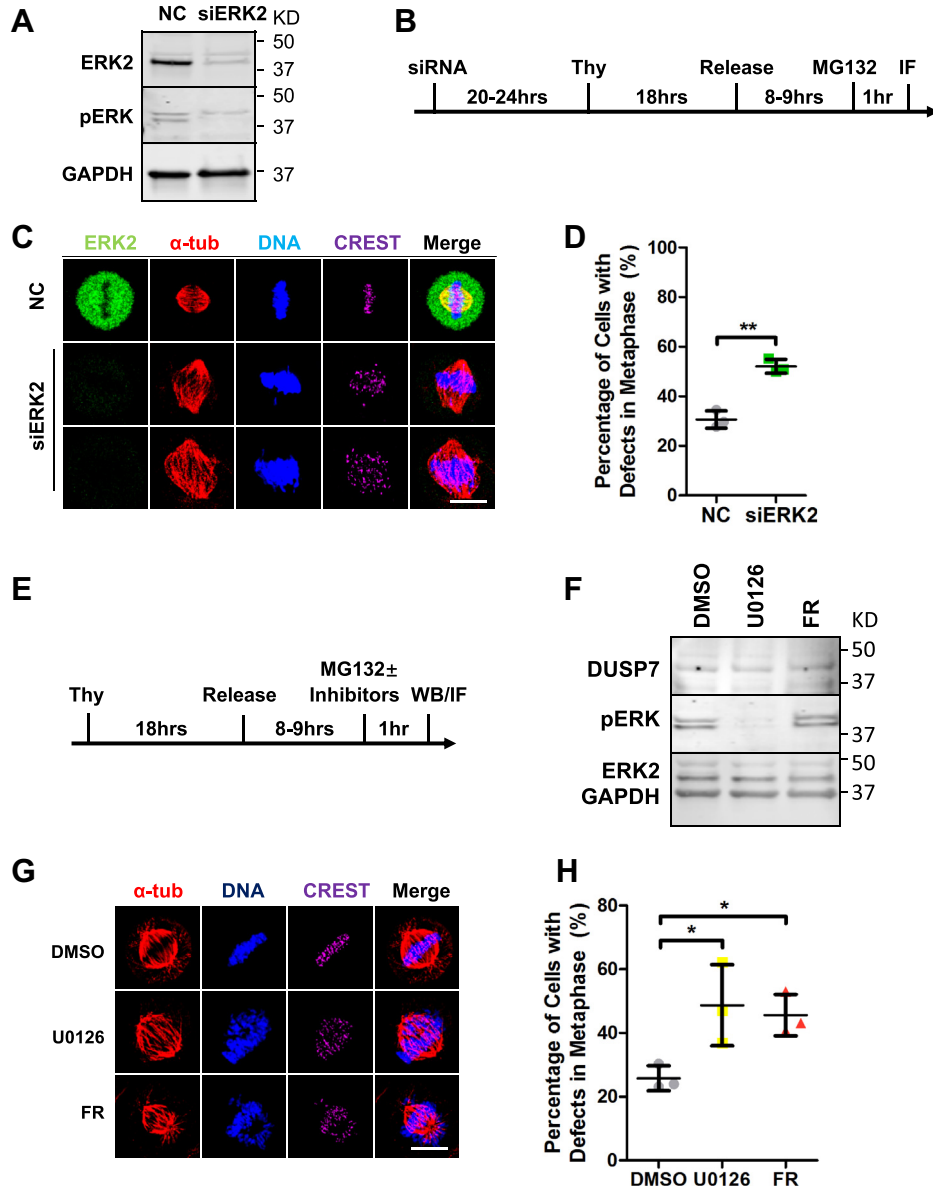 A
NC siERK2 KD
ERK2
50
37
pERK
50
37
GAPDH
37
B
siRNA Thy Release MG132 IF
20-24hrs 18hrs 8-9hrs 1hr
C
ERK2 α-tub DNA CREST Merge
NC
siERK2
D
Percentage of Cells with
Defects in Metaphase (%)
100
80
60
40
20
0
**
NC siERK2
E
MG132±
Thy Release Inhibitors WB/IF
18hrs 8-9hrs 1hr
F
DMSO U0126 FR KD
DUSP7
50
37
pERK
37
ERK2
50
GAPDH
37
G
α-tub DNA CREST Merge
DMSO
U0126
FR
H
Percentage of Cells with
Defects in Metaphase (%)
80
60
40
20
0
*
*
DMSO U0126 FR